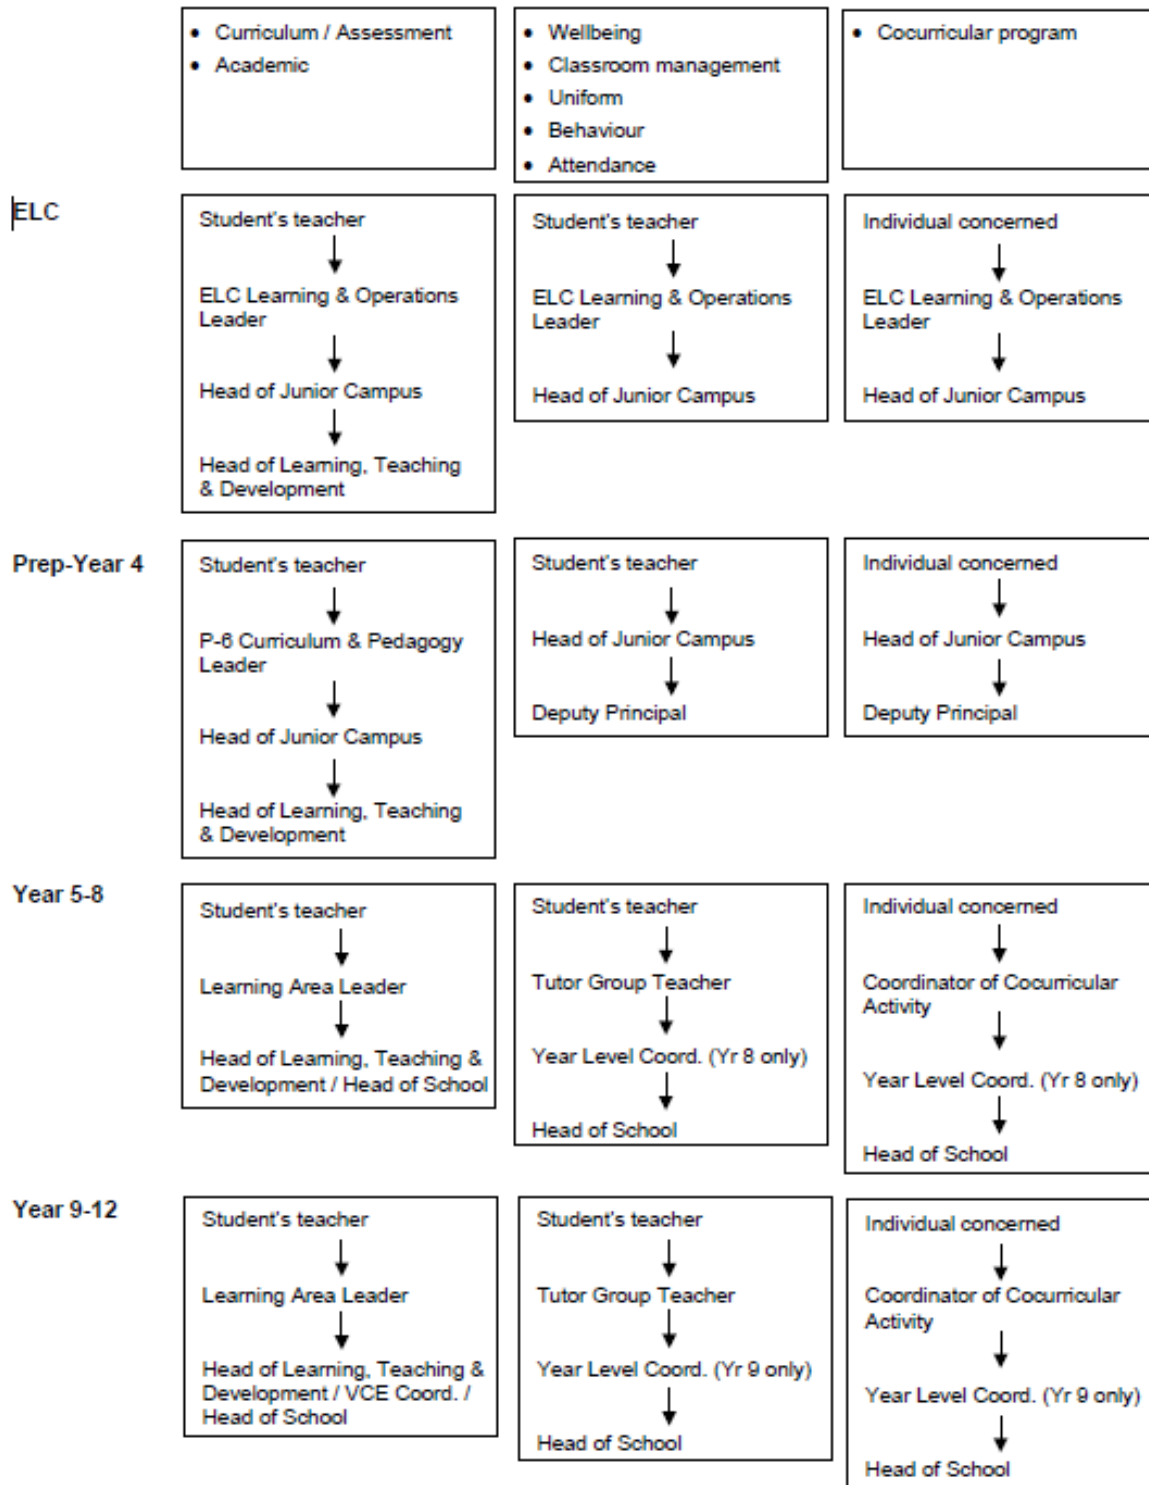 • Curriculum / Assessment
• Academic
• Wellbeing
• Classroom management
• Uniform
• Behaviour
• Attendance
• Cocurricular program
ELC
Student's teacher
ELC Learning & Operations
Leader
Head of Junior Campus
Head of Learning, Teaching
& Development
Student's teacher
ELC Learning & Operations
Leader
Head of Junior Campus
Individual concerned
ELC Learning & Operations
Leader
Head of Junior Campus
Prep-Year 4
Student's teacher
P-6 Curriculum & Pedagogy
Leader
Head of Junior Campus
Head of Learning, Teaching
& Development
Student's teacher
Head of Junior Campus
Deputy Principal
Individual concerned
Head of Junior Campus
Deputy Principal
Year 5-8
Student's teacher
Learning Area Leader
Head of Learning, Teaching &
Development / Head of School
Student's teacher
Tutor Group Teacher
Year Level Coord. (Yr 8 only)
Head of School
Individual concerned
Coordinator of Cocurricular
Activity
Year Level Coord. (Yr 8 only)
Head of School
Year 9-12
Student's teacher
Learning Area Leader
Head of Learning, Teaching &
Development / VCE Coord. /
Head of School
Student's teacher
Tutor Group Teacher
Year Level Coord. (Yr 9 only)
Head of School
Individual concerned
Coordinator of Cocurricular
Activity
Year Level Coord. (Yr 9 only)
Head of School